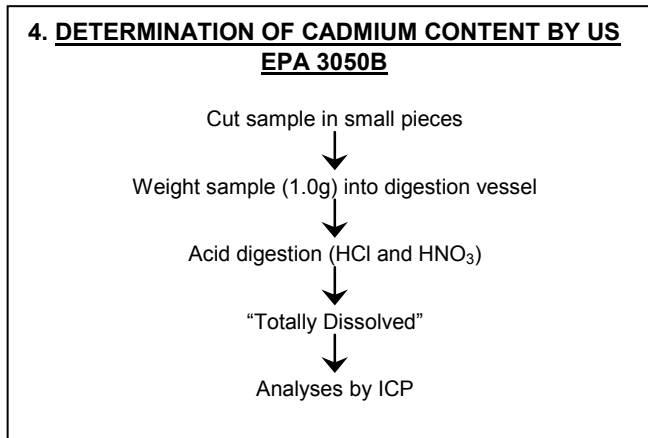 4. DETERMINATION OF CADMIUM CONTENT BY US
EPA 3050B
Cut sample in small pieces
Weight sample (1.0g) into digestion vessel
Acid digestion (HCl and HNO₃)
“Totally Dissolved”
Analyses by ICP